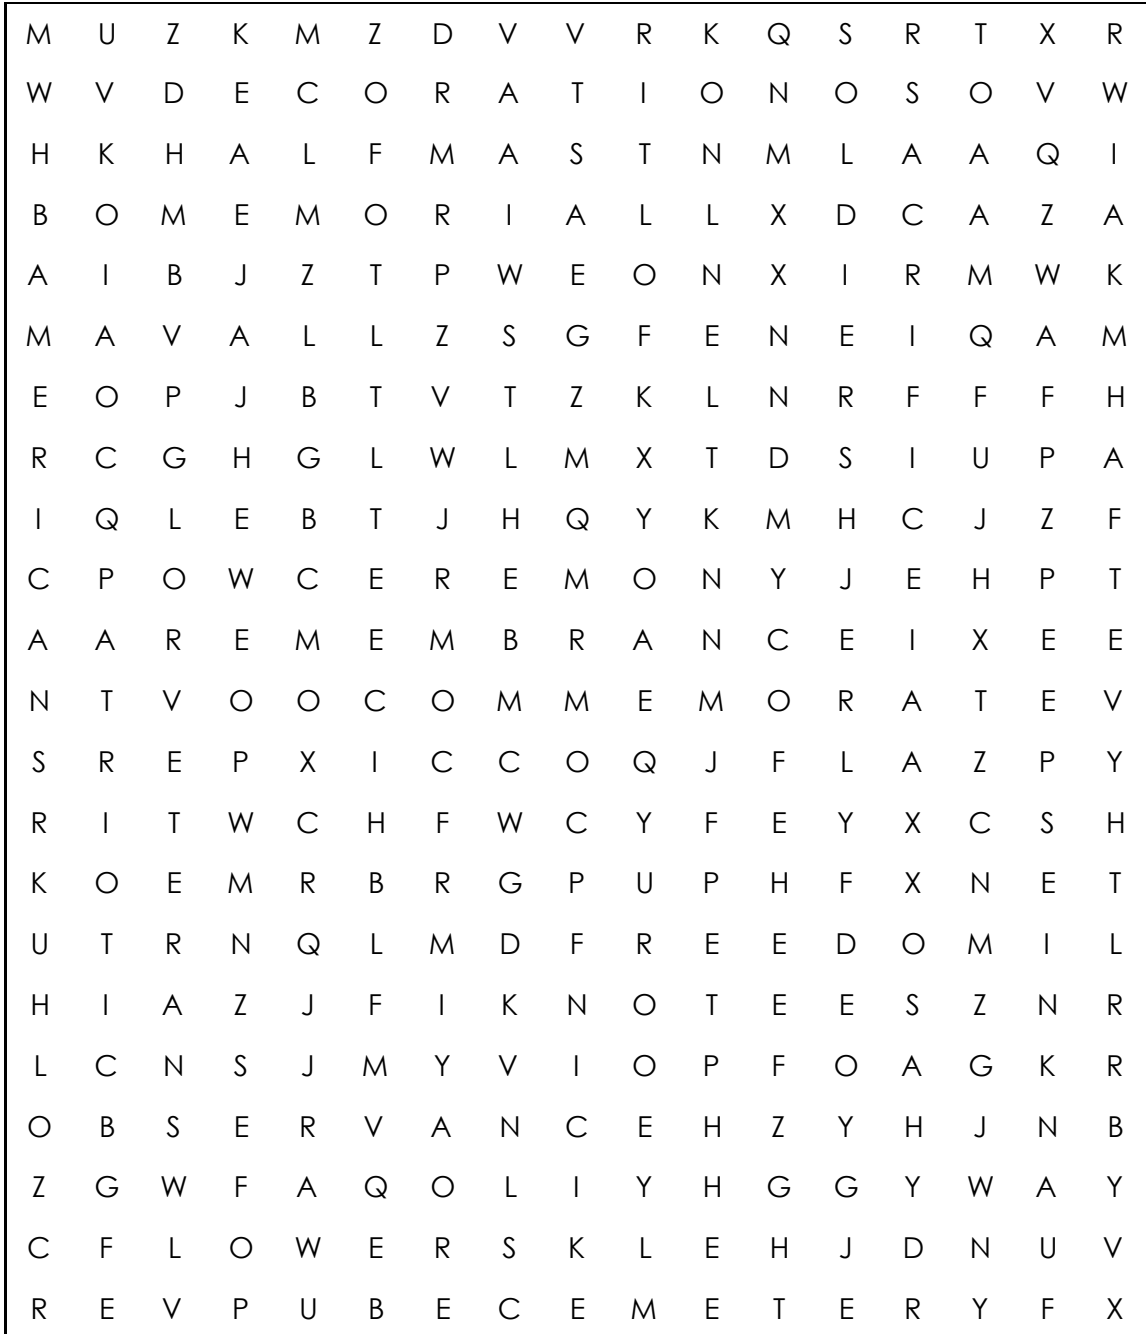 M U Z K M Z D V V R K Q S R T X R
W V D E C O R A T I O N O S O V W
H K H A L F M A S T N M L A A Q I
B O M E M O R I A L L X D C A Z A
A I B J Z T P W E O N X I R M W K
M A V A L L Z S G F E N E I Q A M
E O P J B T V T Z K L N R F F F H
R C G H G L W L M X T D S I U P A
I Q L E B T J H Q Y K M H C J Z F
C P O W C E R E M O N Y J E H P T
A A R E M E M B R A N C E I X E E
N T V O O C O M M E M O R A T E V
S R E P X I C C O Q J F L A Z P Y
R I T W C H F W C Y F E Y X C S H
K O E M R B R G P U P H F X N E T
U T R N Q L M D F R E E D O M I L
H I A Z J F I K N O T E E S Z N R
L C N S J M Y V I O P F O A G K R
O B S E R V A N C E H Z Y H J N B
Z G W F A Q O L I Y H G G Y W A Y
C F L O W E R S K L E H J D N U V
R E V P U B E C E M E T E R Y F X